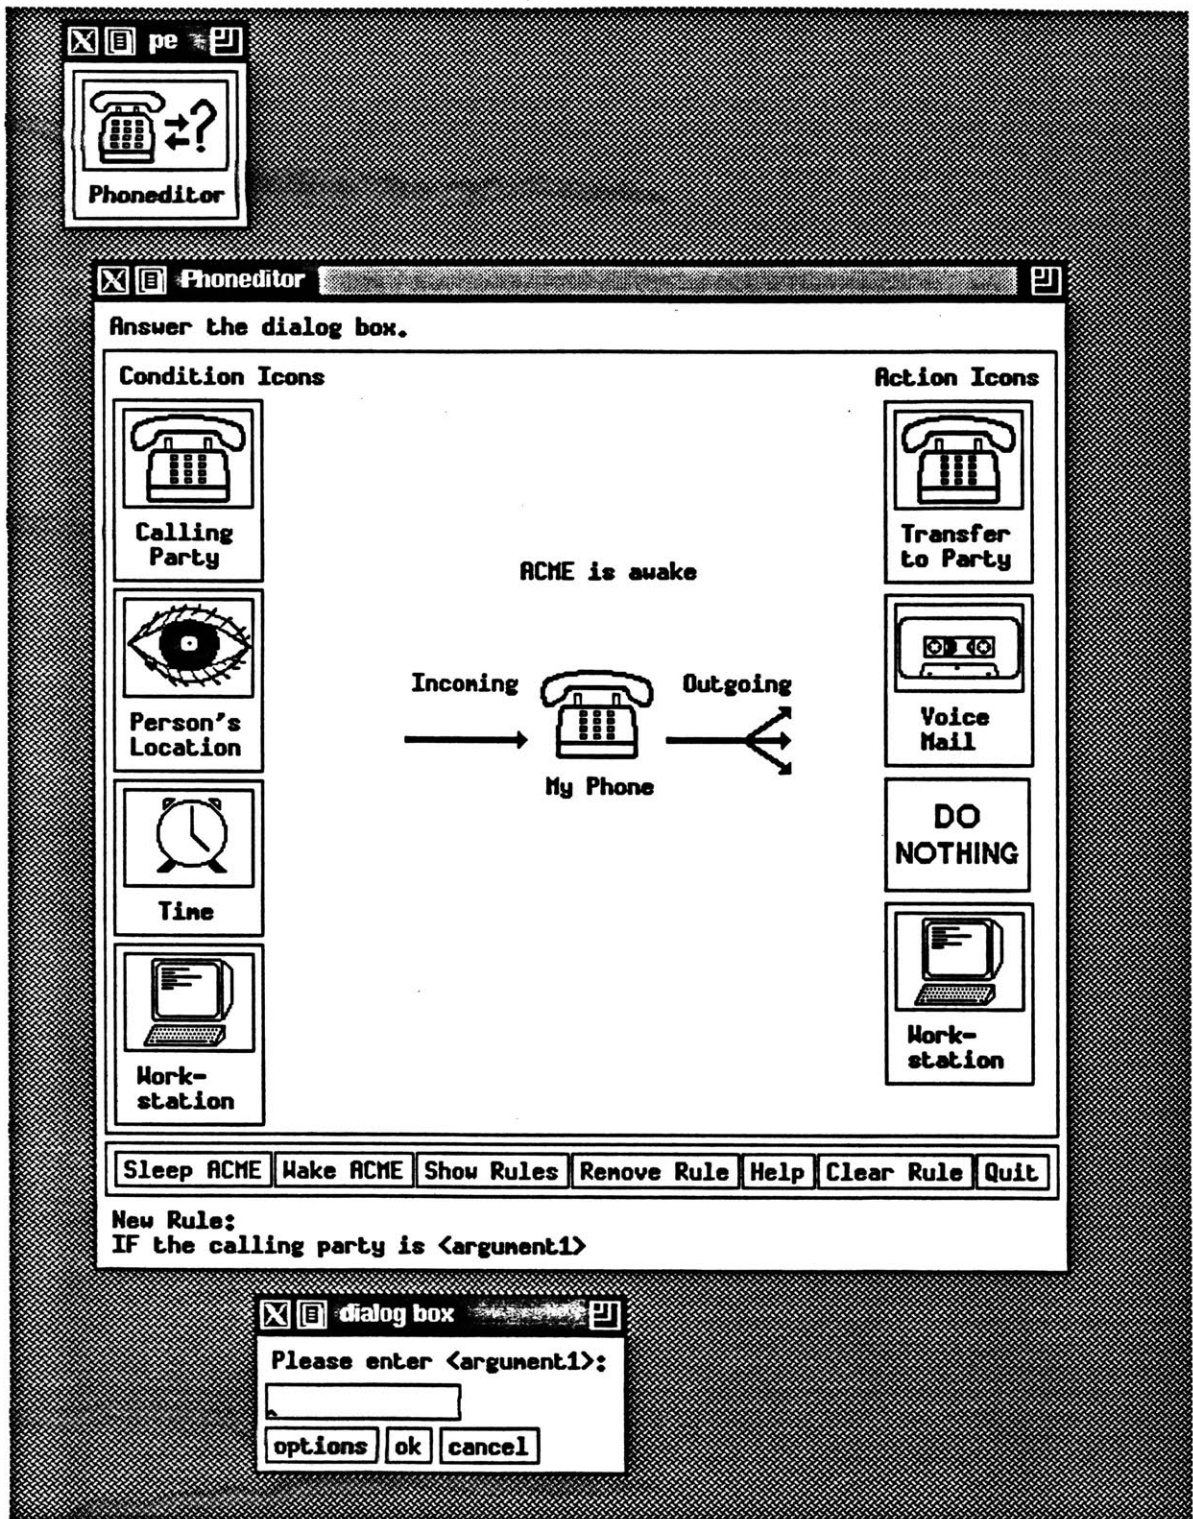 pe
?
Phoneditor
Phoneditor
Answer the dialog box.
Condition Icons
Action Icons
Calling
Party
Person's
Location
Time
Work-
station
ACME is awake
Incoming
Outgoing
My Phone
Transfer
to Party
Voice
Mail
DO
NOTHING
Work-
station
Sleep ACME Wake ACME Show Rules Remove Rule Help Clear Rule Quit
New Rule:
IF the calling party is <argument1>
dialog box
Please enter <argument1>:
options ok cancel